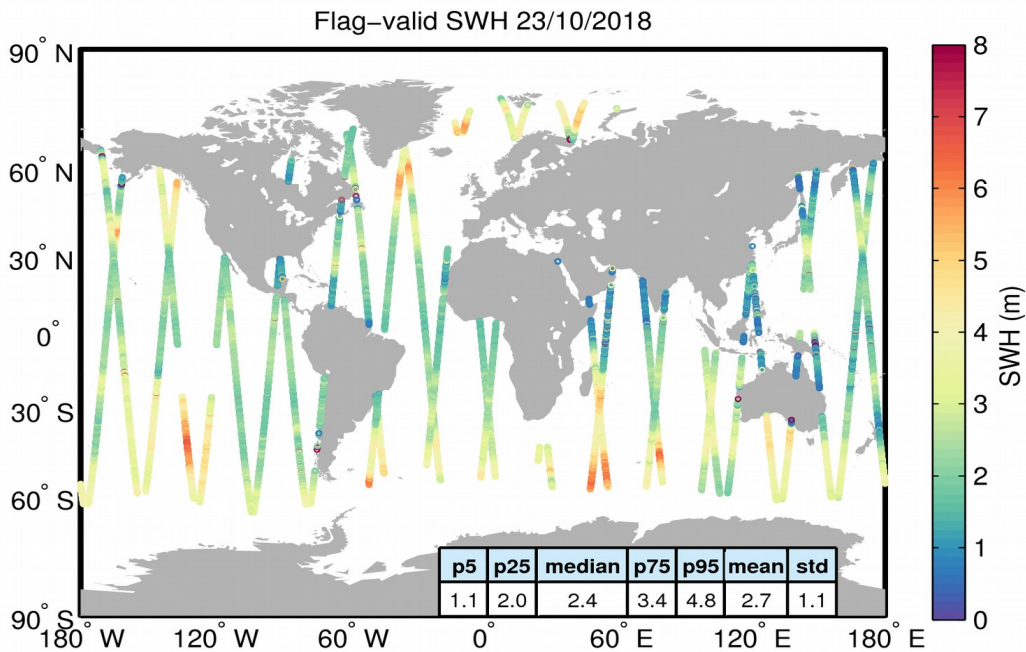 Flag−valid SWH 23/10/2018
90° N
60° N
30° N
0°
30° S
60° S
90° S
180° W
120° W
60° W
0°
60° E
120° E
180° E
p5 p25 median p75 p95 mean std
1.1 2.0 2.4 3.4 4.8 2.7 1.1
8
7
6
5
4
3
2
1
0
SWH (m)